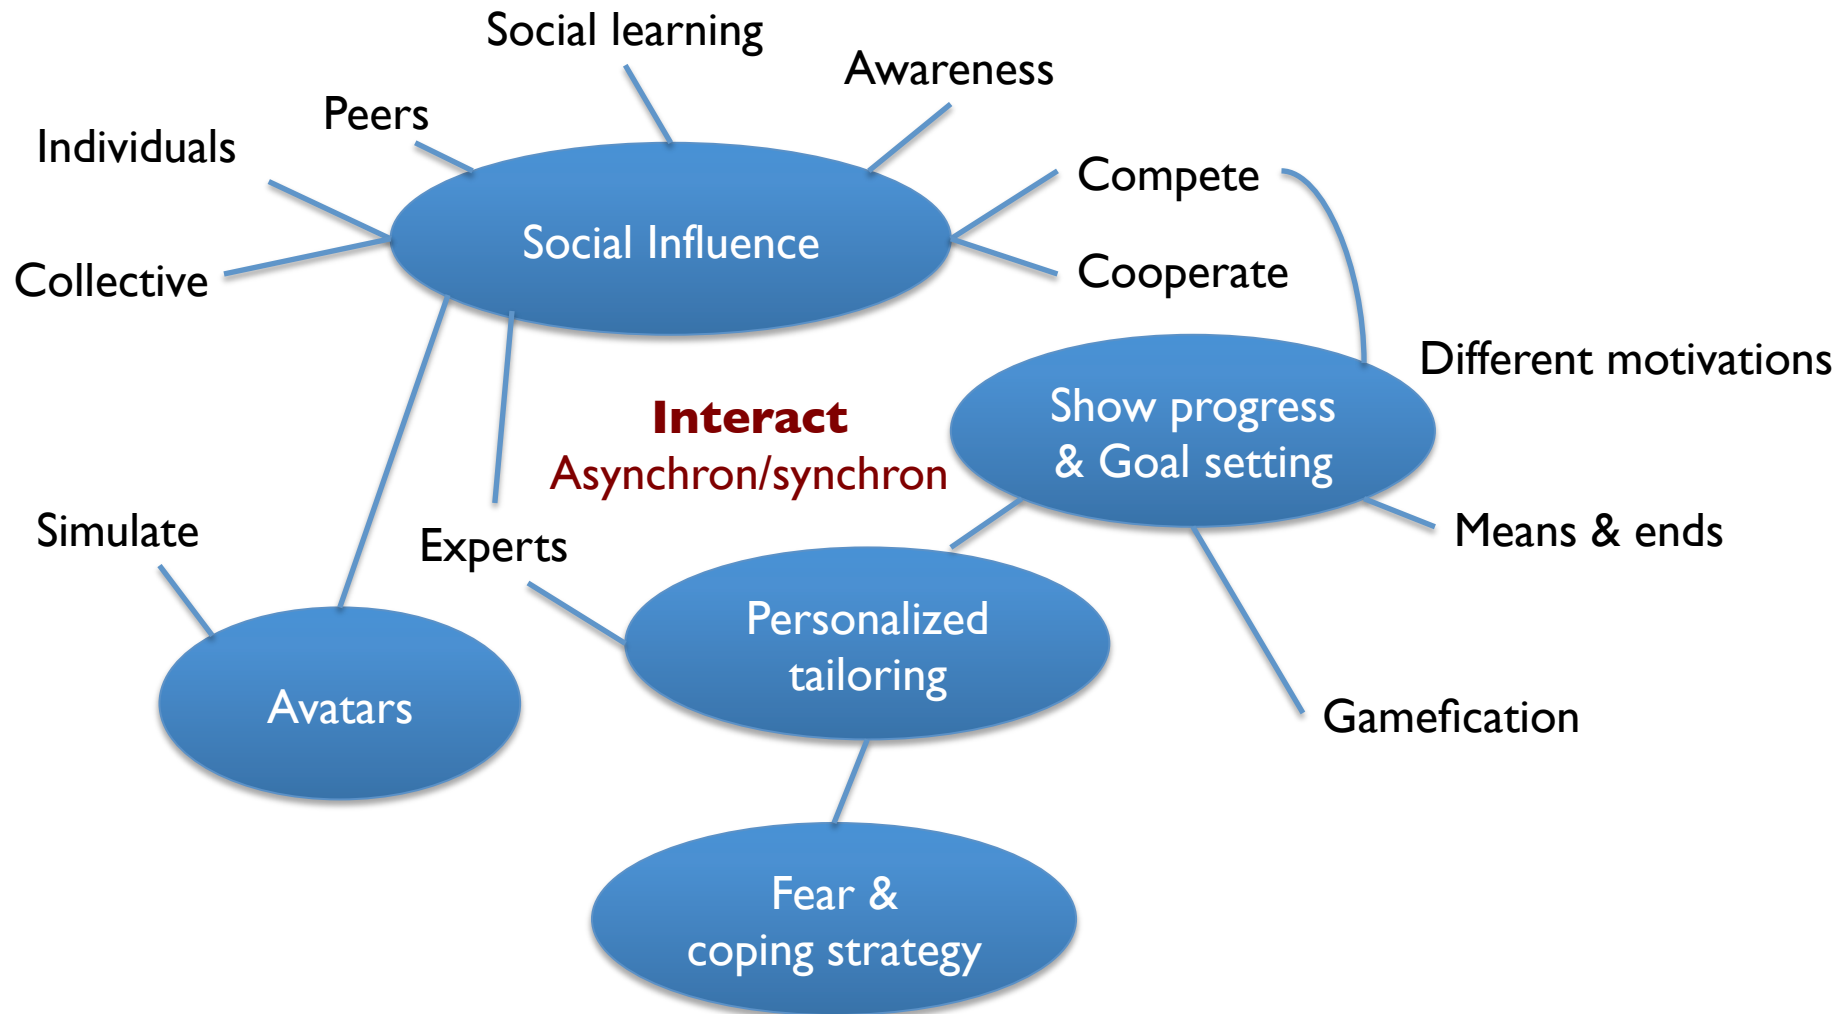 Social learning
Awareness
Peers
Individuals
Compete
Social Influence
Cooperate
Collective
Different motivations
Show progress
& Goal setting
Interact
Asynchron/synchron
Simulate
Experts
Means & ends
Personalized
tailoring
Avatars
Gamefication
Fear &
coping strategy